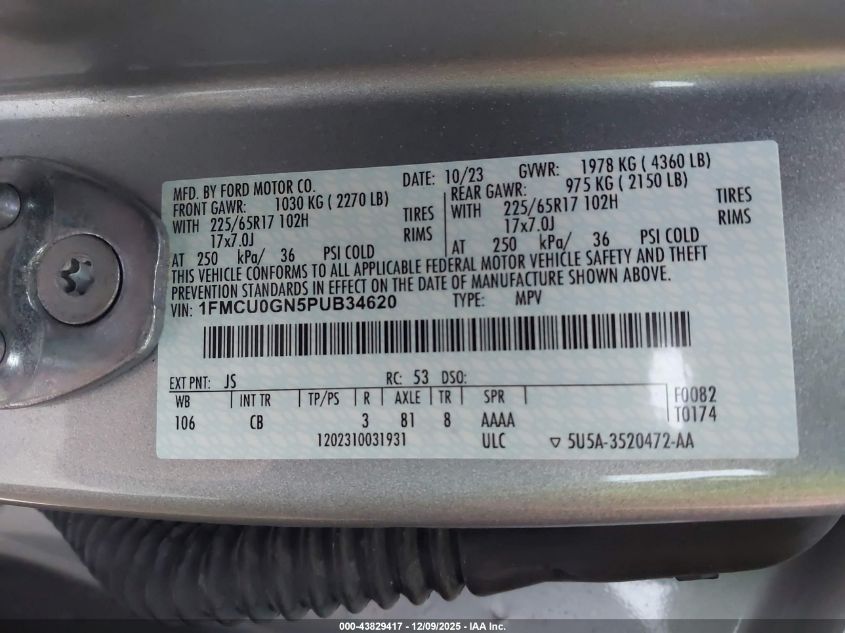 MFD. BY FORD MOTOR CO. DATE: 10/23 GVWR: 1978 KG ( 4360 LB)
FRONT GAWR: 1030 KG ( 2270 LB) REAR GAWR: 975 KG ( 2150 LB)
WITH 225/65R17 102H TIRES WITH 225/65R17 102H TIRES
17x7.0J RIMS 17x7.0J RIMS
AT 250 kPa/ 36 PSI COLD AT 250 kPa/ 36 PSI COLD
THIS VEHICLE CONFORMS TO ALL APPLICABLE FEDERAL MOTOR VEHICLE SAFETY AND THEFT
PREVENTION STANDARDS IN EFFECT ON THE DATE OF MANUFACTURE SHOWN ABOVE.
VIN: 1FMCU0GN5PUB34620 TYPE: MPV
EXT PNT: JS RC: 53 DSO:
WB INT TR TP/PS R AXLE TR SPR F0082
106 CB 3 81 8 AAAA T0174
1202310031931 ULC ▽ 5U5A-3520472-AA
000-43829417 - 12/09/2025 - IAA Inc.